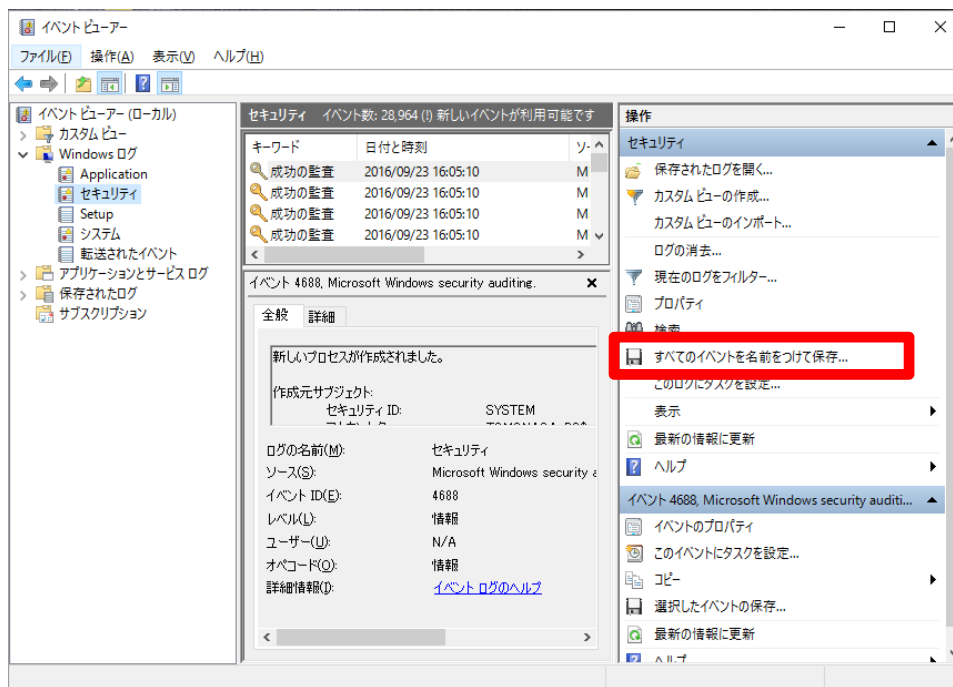 イベント ビューアー
ファイル(F) 操作(A) 表示(V) ヘルプ(H)
イベント ビューアー (ローカル)
カスタム ビュー
Windows ログ
Application
セキュリティ
Setup
システム
転送されたイベント
アプリケーションとサービス ログ
保存されたログ
サブスクリプション
セキュリティ イベント数: 28,964 (!) 新しいイベントが利用可能です
キーワード 日付と時刻 ソ-
成功の監査 2016/09/23 16:05:10 M
成功の監査 2016/09/23 16:05:10 M
成功の監査 2016/09/23 16:05:10 M
成功の監査 2016/09/23 16:05:10 M
イベント 4688, Microsoft Windows security auditing.
全般 詳細
新しいプロセスが作成されました。
作成元サブジェクト:
セキュリティ ID: SYSTEM
ログの名前(M): セキュリティ
ソース(S): Microsoft Windows security a
イベント ID(E): 4688
レベル(L): 情報
ユーザー(U): N/A
オペコード(O): 情報
詳細情報(I): イベント ログのヘルプ
操作
セキュリティ
保存されたログを開く...
カスタム ビューの作成...
カスタム ビューのインポート...
ログの消去...
現在のログをフィルター...
プロパティ
検索
すべてのイベントを名前をつけて保存...
このログにタスクを設定...
表示
最新の情報に更新
ヘルプ
イベント 4688, Microsoft Windows security auditi...
イベントのプロパティ
このイベントにタスクを設定...
コピー
選択したイベントの保存...
最新の情報に更新
ヘルプ